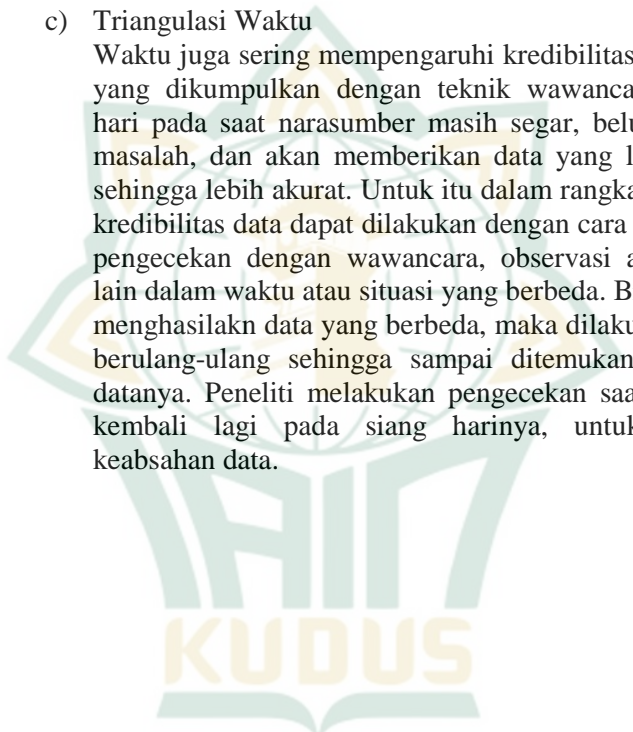 c) Triangulasi Waktu
Waktu juga sering mempengaruhi kredibilitas
yang dikumpulkan dengan teknik wawanca
hari pada saat narasumber masih segar, belu
masalah, dan akan memberikan data yang l
sehingga lebih akurat. Untuk itu dalam rangka
kredibilitas data dapat dilakukan dengan cara
pengecekan dengan wawancara, observasi a
lain dalam waktu atau situasi yang berbeda. B
menghasilakn data yang berbeda, maka dilaku
berulang-ulang sehingga sampai ditemukan
datanya. Peneliti melakukan pengecekan saa
kembali lagi pada siang harinya, untuk
keabsahan data.
IAIN
KUDUS